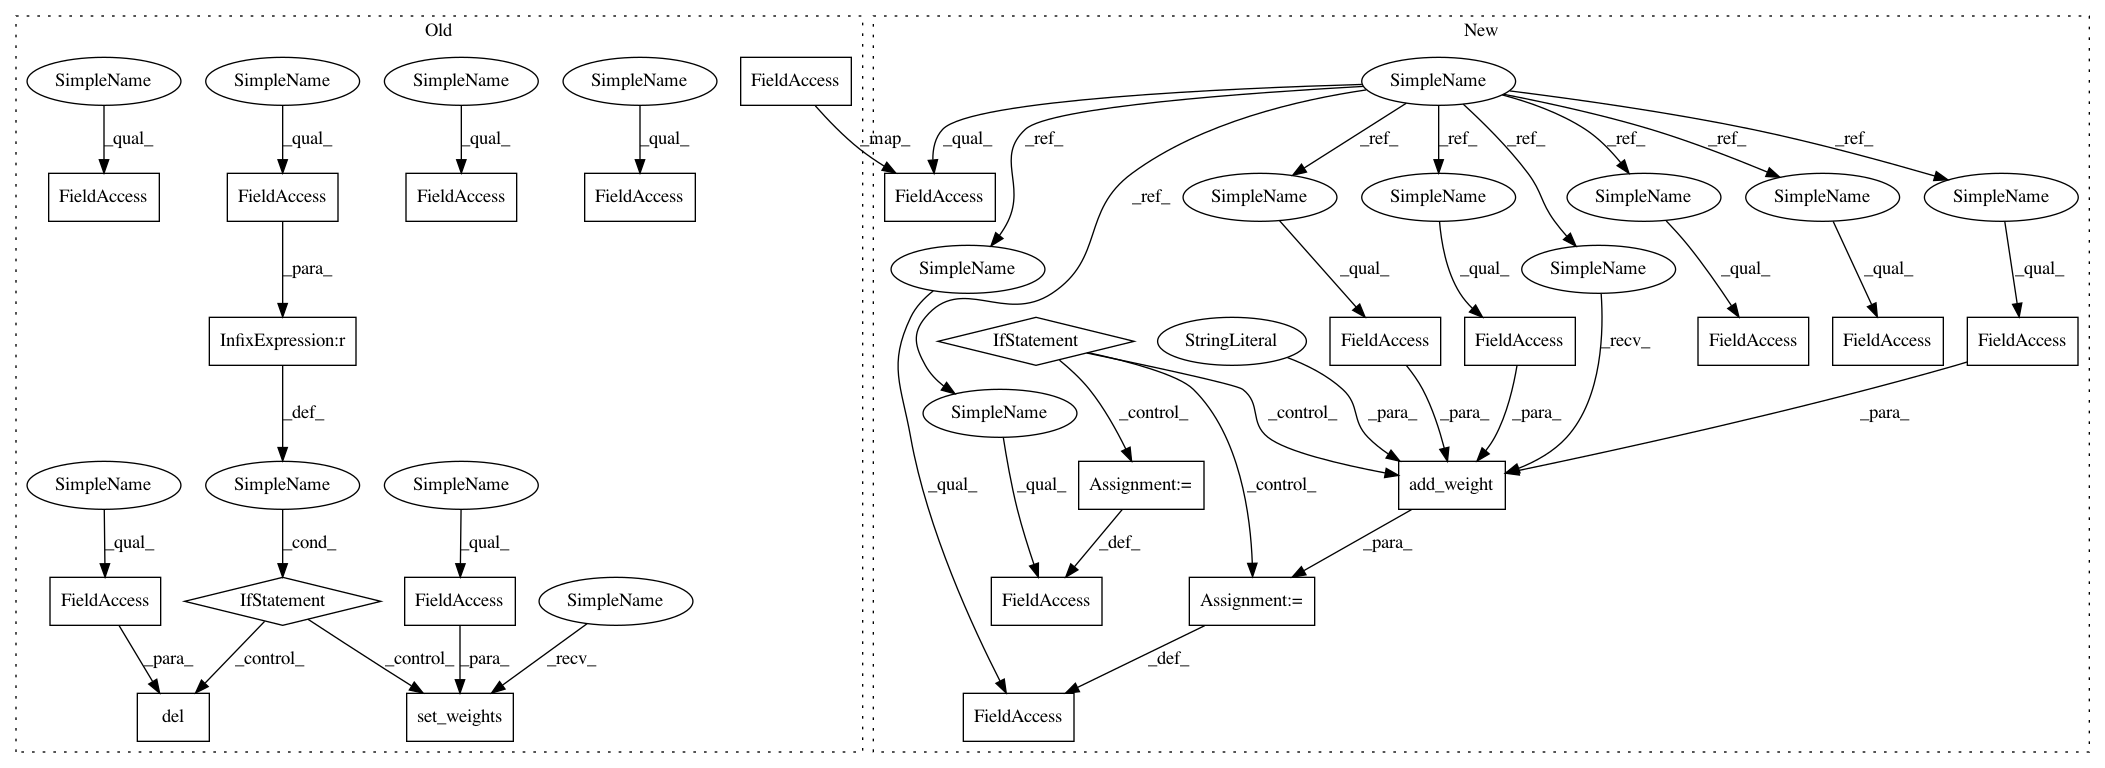 Old
New
SimpleName
SimpleName
SimpleName
SimpleName
FieldAccess
SimpleName
_qual_
_qual_
_qual_
_qual_
_map_
_qual_
_ref_
_ref_
_ref_
_ref_
_ref_
_ref_
_ref_
FieldAccess
FieldAccess
FieldAccess
FieldAccess
FieldAccess
_ref_
SimpleName
SimpleName
SimpleName
SimpleName
SimpleName
_para_
SimpleName
_qual_
_qual_
SimpleName
_qual_
_qual_
_qual_
InfixExpression:r
IfStatement
StringLiteral
FieldAccess
FieldAccess
_recv_
FieldAccess
FieldAccess
FieldAccess
_def_
SimpleName
_control_
_control_
_para_
_para_
_para_
_para_
SimpleName
SimpleName
SimpleName
_qual_
_qual_
Assignment:=
_control_
add_weight
_qual_
_cond_
_qual_
_def_
_para_
FieldAccess
IfStatement
FieldAccess
SimpleName
FieldAccess
Assignment:=
_para_
_control_
_control_
_para_
_recv_
_def_
del
set_weights
FieldAccess